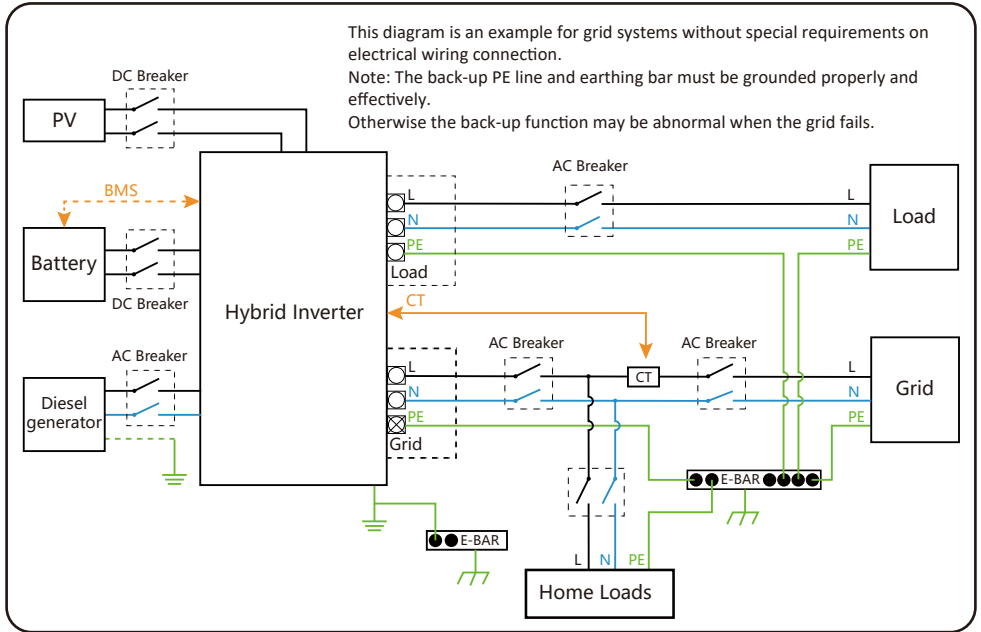 This diagram is an example for grid systems without special requirements on
electrical wiring connection.
Note: The back-up PE line and earthing bar must be grounded properly and
effectively.
Otherwise the back-up function may be abnormal when the grid fails.
DC Breaker
PV
AC Breaker
BMS
L
L
N
N
Load
Battery
PE
PE
Load
DC Breaker
CT
Hybrid Inverter
AC Breaker
AC Breaker
AC Breaker
L
CT
L
Diesel
generator
N
N
Grid
PE
PE
Grid
E-BAR
E-BAR
L
N
PE
Home Loads